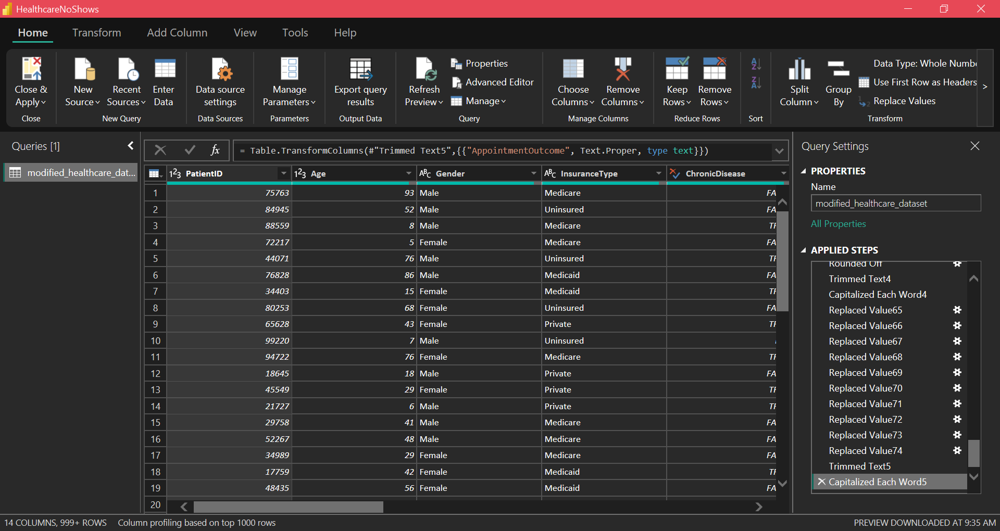 HealthcareNoShows
Home Transform Add Column View Tools Help
Close & Apply
Close
New Source
Recent Sources
Enter Data
New Query
Data source settings
Data Sources
Manage Parameters
Parameters
Export query results
Output Data
Refresh Preview
Properties
Advanced Editor
Manage
Query
Choose Columns
Remove Columns
Manage Columns
Keep Rows
Remove Rows
Reduce Rows
Sort
Split Column
Group By
Data Type: Whole Numbe
Use First Row as Headers
Replace Values
Transform
Queries [1]
modified_healthcare_dat...
fx = Table.TransformColumns(#"Trimmed Text5",{{"AppointmentOutcome", Text.Proper, type text}})
PatientID Age Gender InsuranceType ChronicDisease
1 75763 93 Male Medicare FA
2 84945 52 Male Uninsured FA
3 88559 8 Male Medicare TR
4 72217 5 Female Medicare FA
5 44071 76 Male Uninsured TR
6 76828 86 Male Medicaid FA
7 34403 15 Female Medicaid TR
8 80253 68 Female Uninsured FA
9 65628 43 Female Private TR
10 99220 7 Male Uninsured
11 94722 76 Female Medicare TR
12 18645 18 Male Private FA
13 45549 29 Female Private TR
14 21727 6 Male Private TR
15 29758 41 Male Medicare FA
16 52267 48 Male Medicare FA
17 34989 29 Female Medicare FA
18 17759 42 Female Medicaid TR
19 48435 56 Female Medicaid FA
20
Query Settings
PROPERTIES
Name
modified_healthcare_dataset
All Properties
APPLIED STEPS
Rounded Off
Trimmed Text4
Capitalized Each Word4
Replaced Value65
Replaced Value66
Replaced Value67
Replaced Value68
Replaced Value69
Replaced Value70
Replaced Value71
Replaced Value72
Replaced Value73
Replaced Value74
Trimmed Text5
Capitalized Each Word5
14 COLUMNS, 999+ ROWS Column profiling based on top 1000 rows
PREVIEW DOWNLOADED AT 9:35 AM